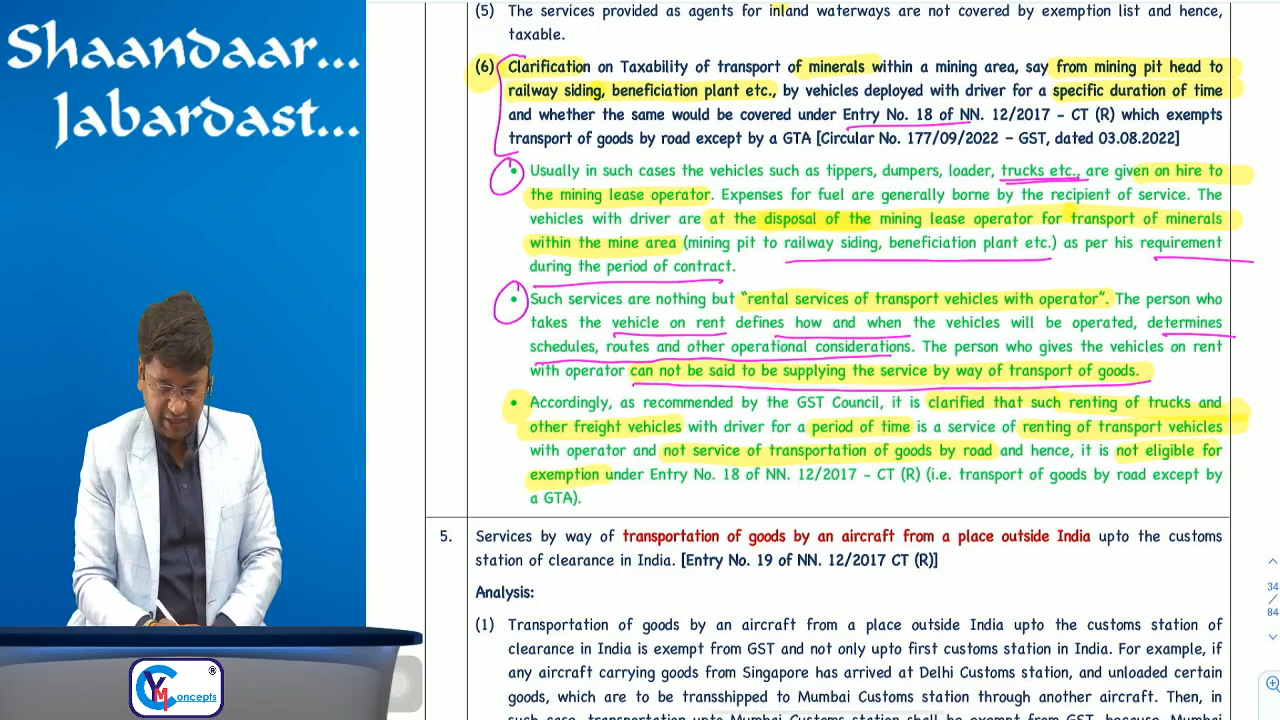 Shaandaar...
Jabardast...
(5) The services provided as agents for inland waterways are not covered by exemption list and hence,
taxable.
(6) Clarification on Taxability of transport of minerals within a mining area, say from mining pit head to
railway siding, beneficiation plant etc., by vehicles deployed with driver for a specific duration of time
and whether the same would be covered under Entry No. 18 of NN. 12/2017 – CT (R) which exempts
transport of goods by road except by a GTA [Circular No. 177/09/2022 – GST, dated 03.08.2022]
• Usually in such cases the vehicles such as tippers, dumpers, loader, trucks etc., are given on hire to
the mining lease operator. Expenses for fuel are generally borne by the recipient of service. The
vehicles with driver are at the disposal of the mining lease operator for transport of minerals
within the mine area (mining pit to railway siding, beneficiation plant etc.) as per his requirement
during the period of contract.
• Such services are nothing but “rental services of transport vehicles with operator”. The person who
takes the vehicle on rent defines how and when the vehicles will be operated, determines
schedules, routes and other operational considerations. The person who gives the vehicles on rent
with operator can not be said to be supplying the service by way of transport of goods.
• Accordingly, as recommended by the GST Council, it is clarified that such renting of trucks and
other freight vehicles with driver for a period of time is a service of renting of transport vehicles
with operator and not service of transportation of goods by road and hence, it is not eligible for
exemption under Entry No. 18 of NN. 12/2017 – CT (R) (i.e. transport of goods by road except by
a GTA).
5. Services by way of transportation of goods by an aircraft from a place outside India upto the customs
station of clearance in India. [Entry No. 19 of NN. 12/2017 CT (R)]
Analysis:
(1) Transportation of goods by an aircraft from a place outside India upto the customs station of
clearance in India is exempt from GST and not only upto first customs station in India. For example, if
any aircraft carrying goods from Singapore has arrived at Delhi Customs station, and unloaded certain
goods, which are to be transshipped to Mumbai Customs station through another aircraft. Then, in
such case, transportation upto Mumbai Customs station shall be exempt from GST, because, Mumbai
34
/
84
YM Concepts
®